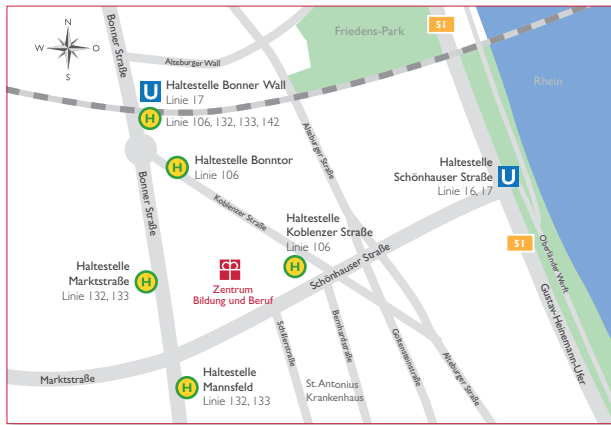 N
W
O
S
Bonner Straße
Alteburger Wall
Friedens-Park
51
Rhein
U
Haltestelle Bonner Wall
Linie 17
H
Linie 106, 132, 133, 142
Alteburger Straße
H
Haltestelle Bonntor
Linie 106
Haltestelle
Schönhauser Straße
Linie 16, 17
U
Bonner Straße
Koblenzer Straße
Haltestelle
Koblenzer Straße
Linie 106
H
51
Oberländer Werft
Schönhauser Straße
Haltestelle
Marktstraße
Linie 132, 133
H
cp
Zentrum
Bildung und Beruf
Gustav-Heinemann-Ufer
Schillerstraße
Bernhardstraße
Goltsteinstraße
Alteburger Straße
Marktstraße
H
Haltestelle
Mannsfeld
Linie 132, 133
St. Antonius
Krankenhaus